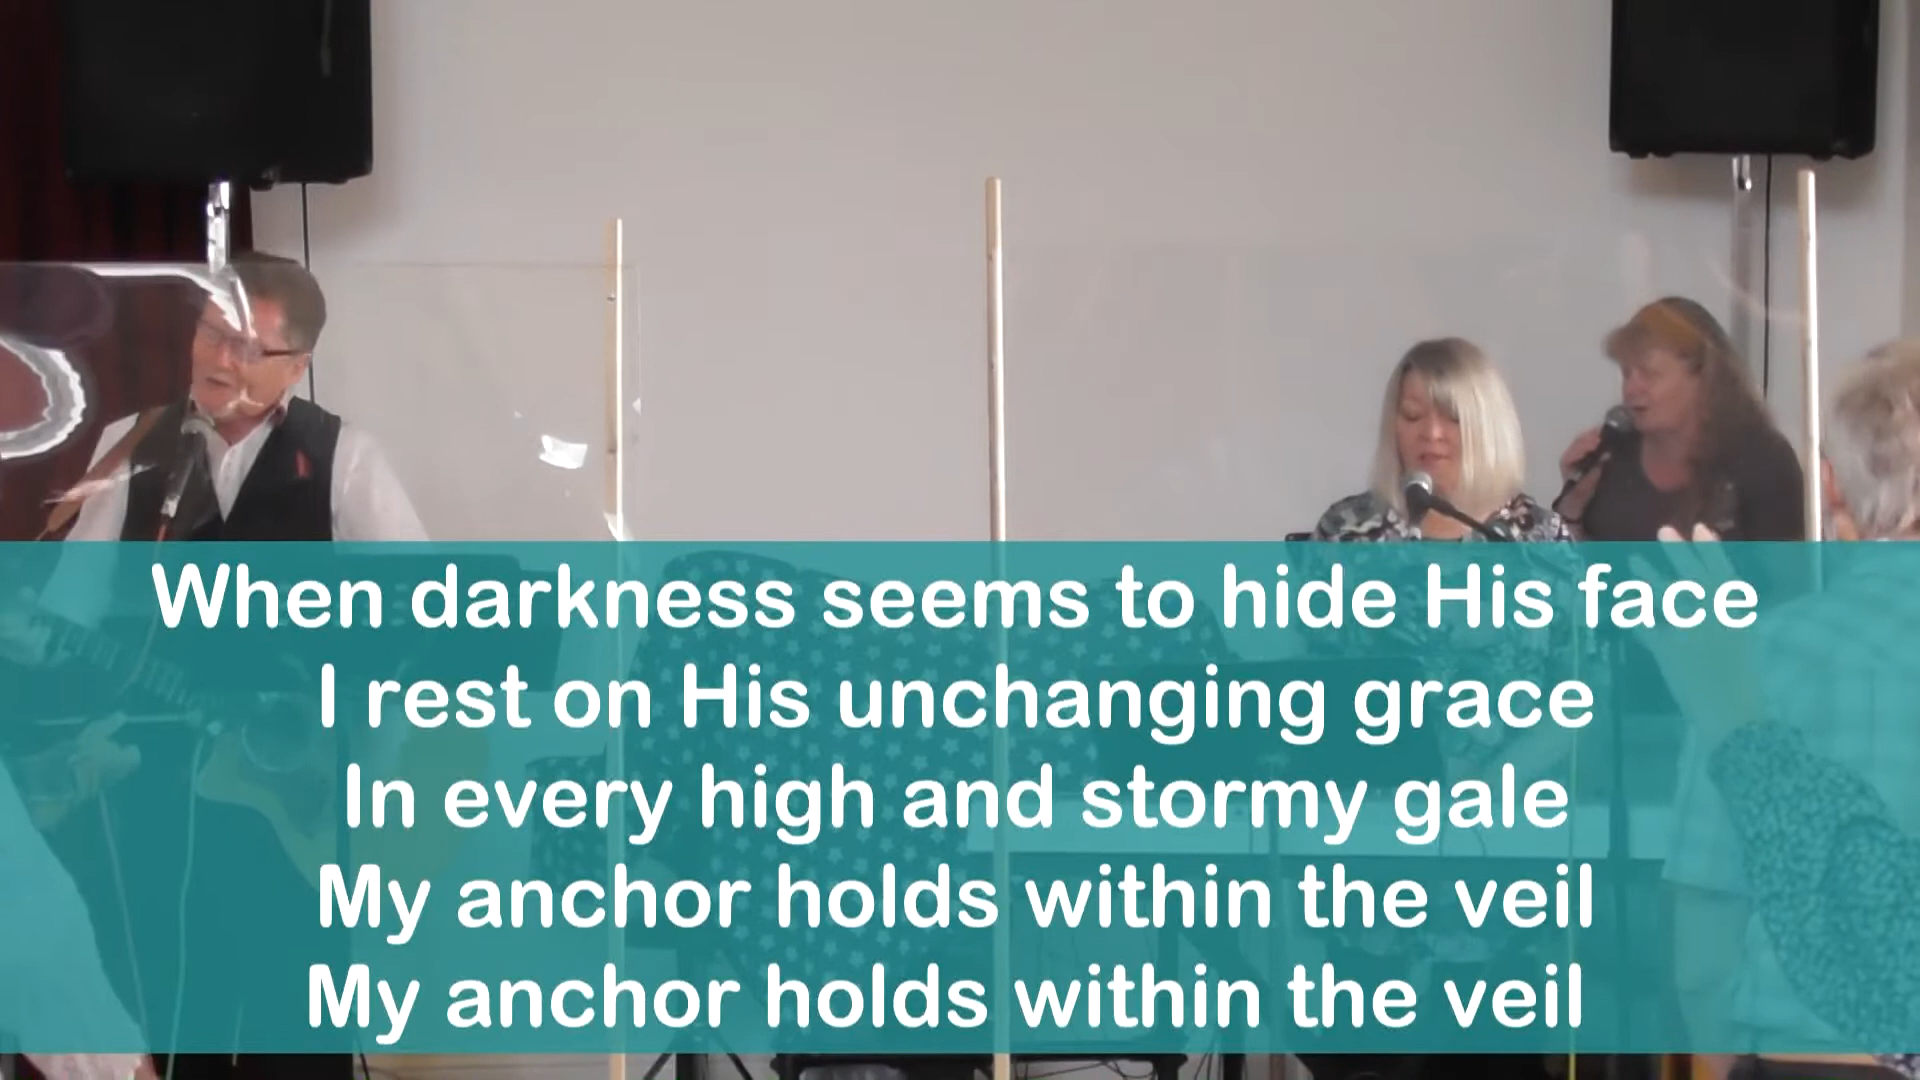 When darkness seems to hide His face
I rest on His unchanging grace
In every high and stormy gale
My anchor holds within the veil
My anchor holds within the veil